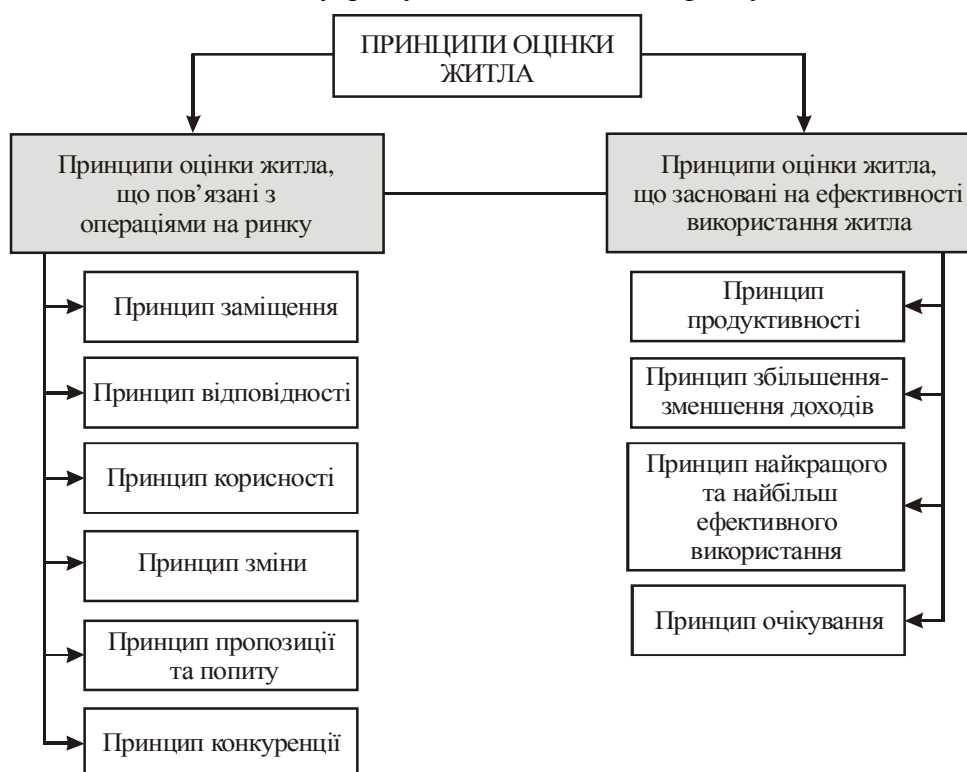 ПРИНЦИПИ ОЦІНКИ
ЖИТЛА
Принципи оцінки житла,
що пов’язані з
операціями на ринку
Принцип заміщення
Принцип відповідності
Принцип корисності
Принцип зміни
Принцип пропозиції
та попиту
Принцип конкуренції
Принципи оцінки житла,
що засновані на ефективності
використання житла
Принцип
продуктивності
Принцип збільшення-
зменшення доходів
Принцип найкращого
та найбільш
ефективного
використання
Принцип очікування